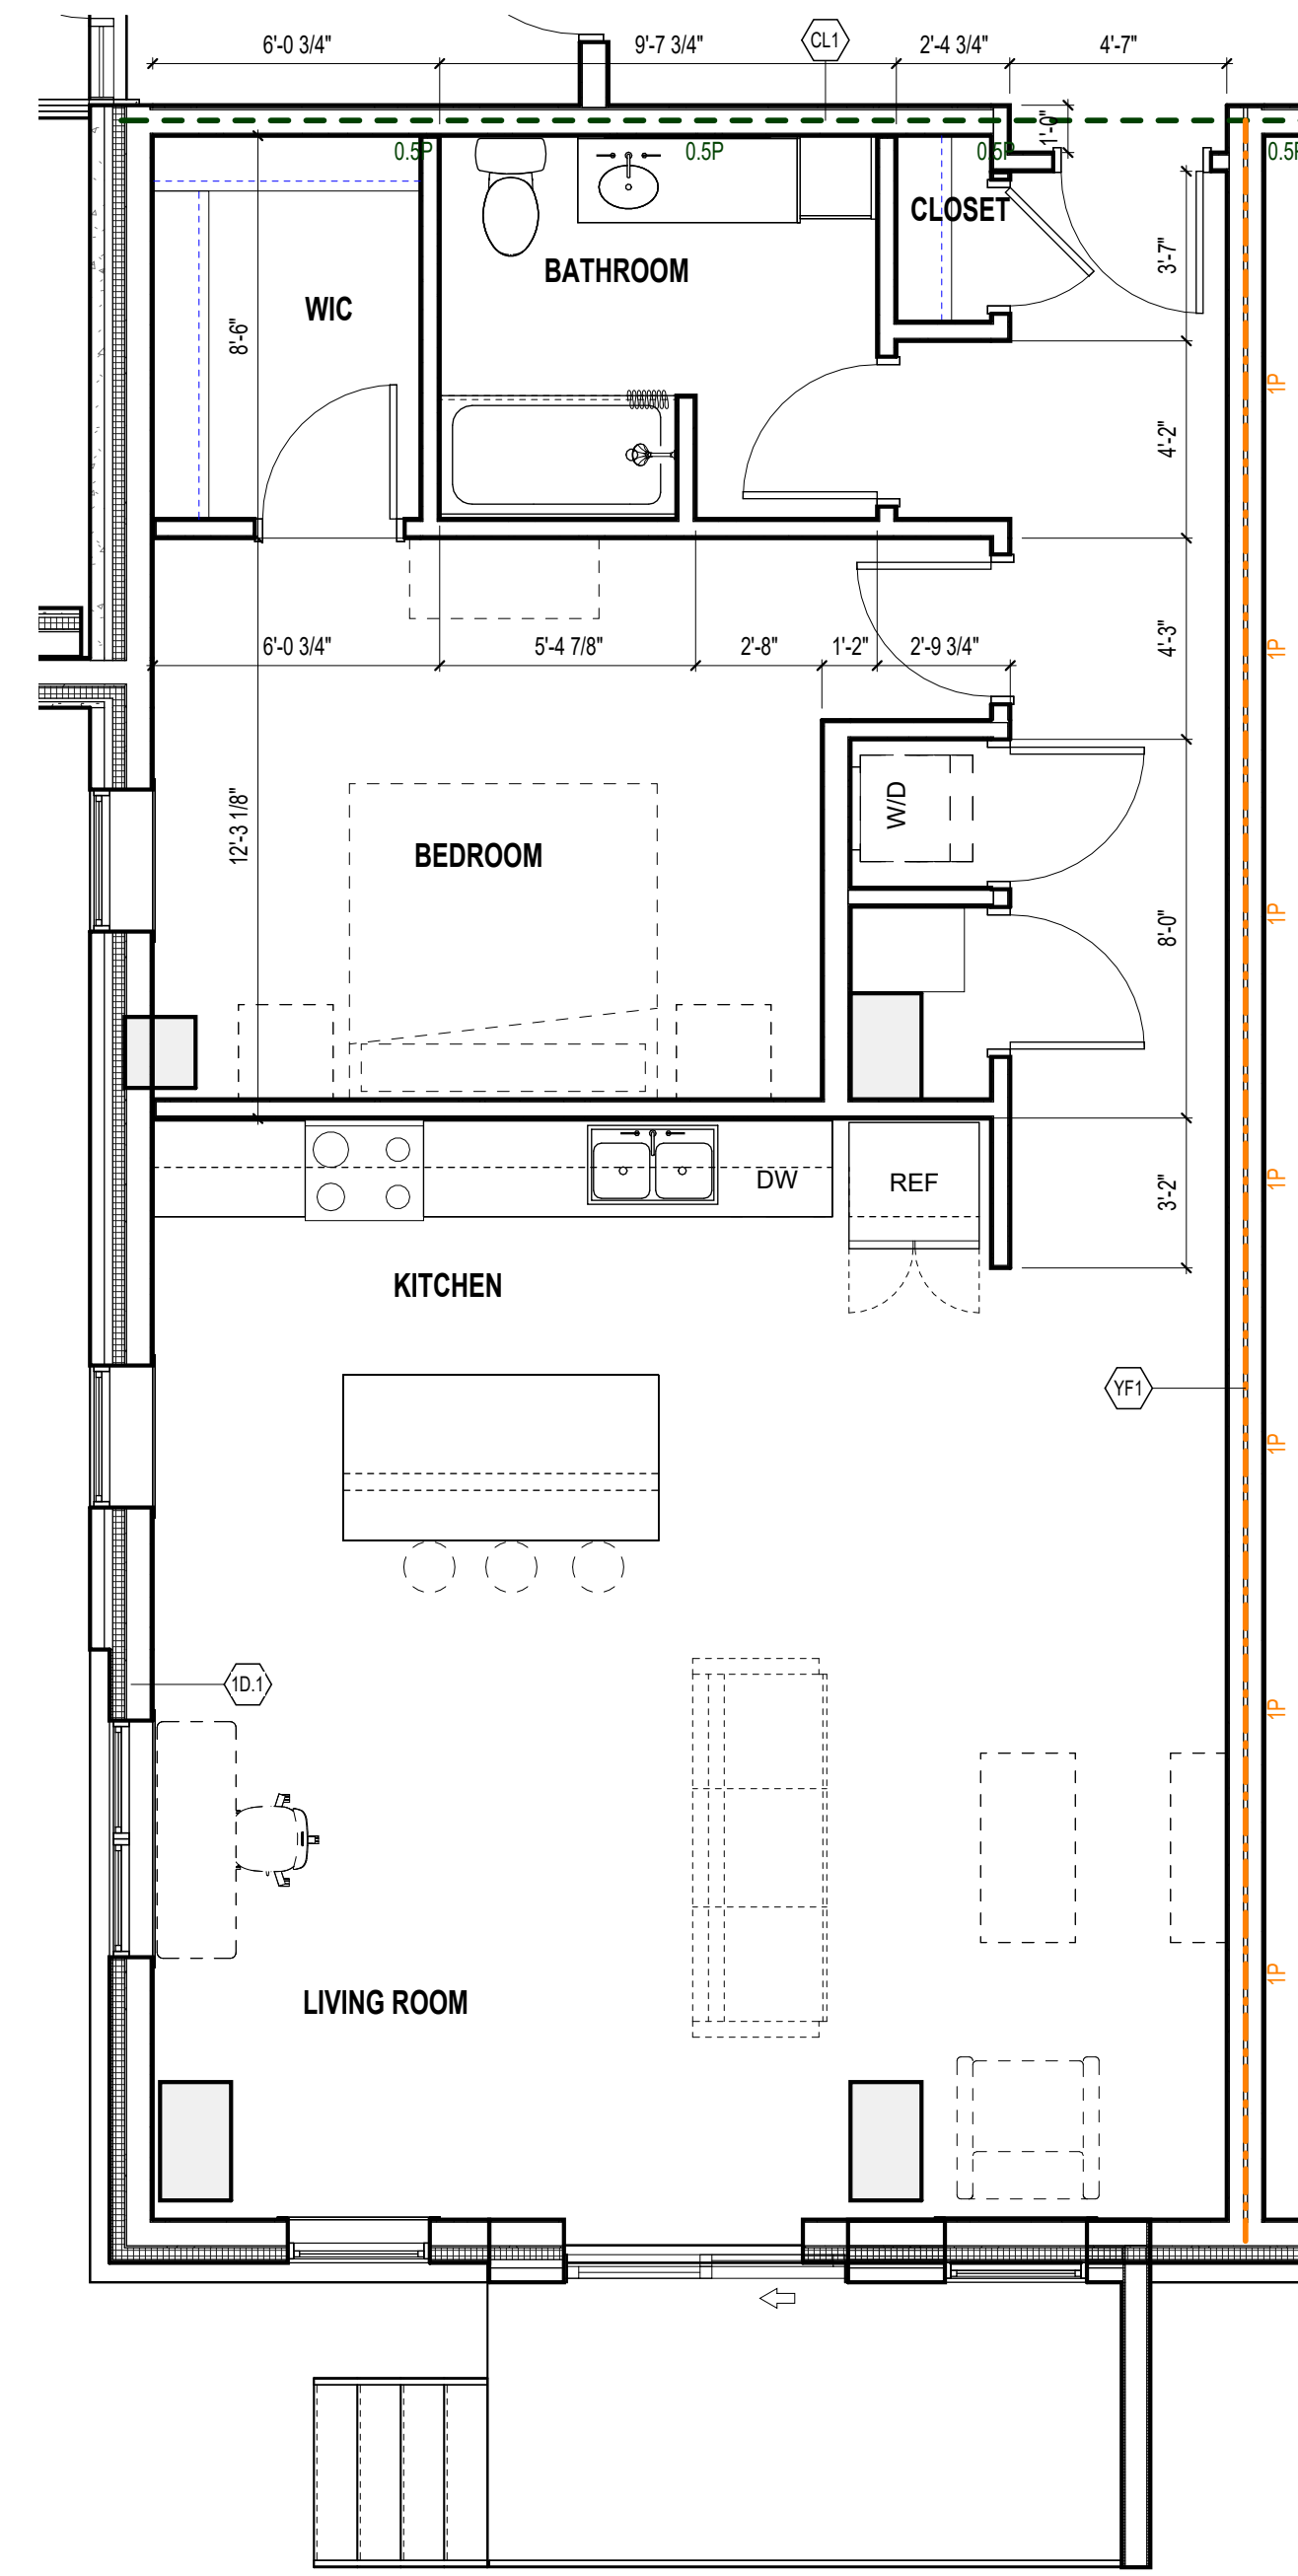 6'-0 3/4"
9'-7 3/4"
CL1
2'-4 3/4"
4'-7"
1'-0"
0.5P
0.5P
0.5P
0.5P
CLOSET
3'-7"
BATHROOM
WIC
8'-6"
1P
4'-2"
6'-0 3/4"
5'-4 7/8"
2'-8"
1'-2"
2'-9 3/4"
4'-3"
1P
W/D
12'-3 1/8"
BEDROOM
8'-0"
1P
DW
REF
3'-2"
1P
KITCHEN
YF1
1P
1D.1
1P
1P
LIVING ROOM